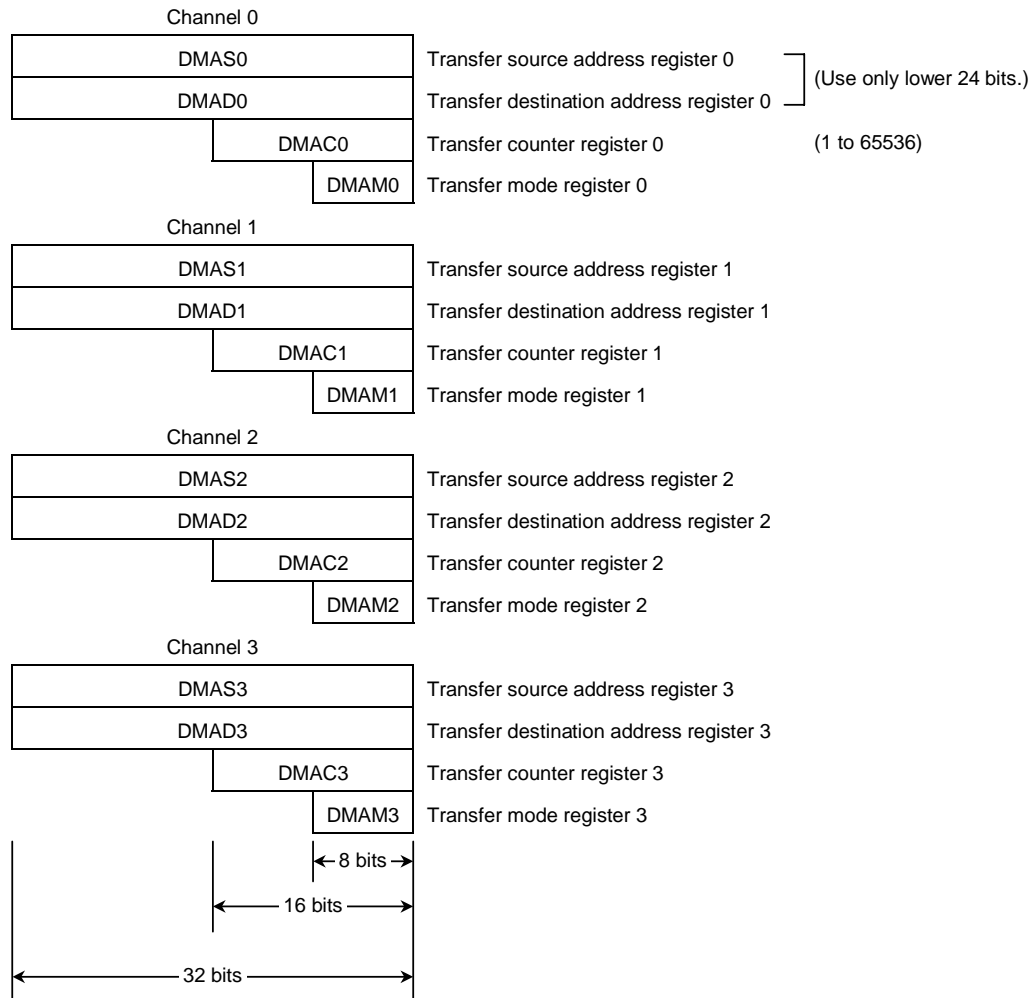 Channel 0
DMAS0 Transfer source address register 0
(Use only lower 24 bits.)
DMAD0 Transfer destination address register 0
DMAC0 Transfer counter register 0 (1 to 65536)
DMAM0 Transfer mode register 0
Channel 1
DMAS1 Transfer source address register 1
DMAD1 Transfer destination address register 1
DMAC1 Transfer counter register 1
DMAM1 Transfer mode register 1
Channel 2
DMAS2 Transfer source address register 2
DMAD2 Transfer destination address register 2
DMAC2 Transfer counter register 2
DMAM2 Transfer mode register 2
Channel 3
DMAS3 Transfer source address register 3
DMAD3 Transfer destination address register 3
DMAC3 Transfer counter register 3
DMAM3 Transfer mode register 3
8 bits
16 bits
32 bits